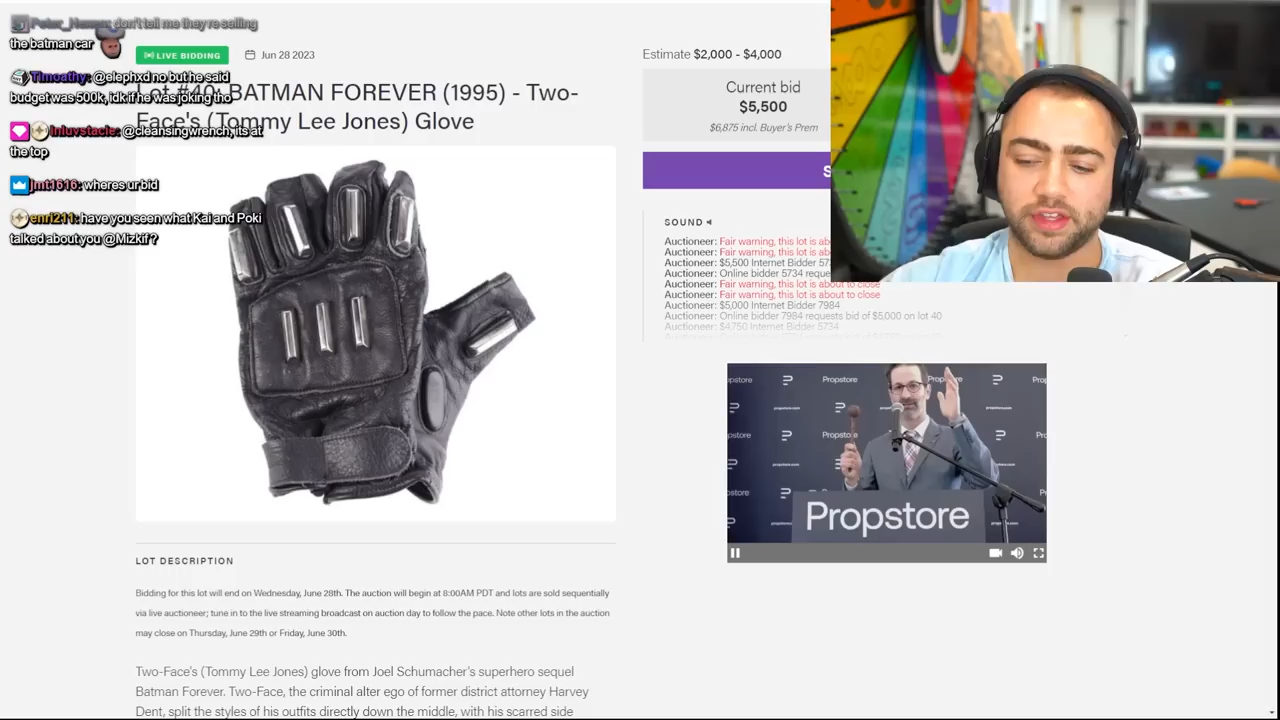 Peter_Hamm: don't tell me they're selling
the batman car
Timoathy: @elephxd no but he said
budget was 500k, idk if he was joking tho
iniuvstacie: @cleansingwrench, its at
the top
jmt1616: wheres ur bid
enri211: have you seen what Kai and Poki
talked about you @Mizkif ?
LIVE BIDDING
Jun 28 2023
Lot #40: BATMAN FOREVER (1995) - Two-
Face's (Tommy Lee Jones) Glove
LOT DESCRIPTION
Bidding for this lot will end on Wednesday, June 28th. The auction will begin at 8:00AM PDT and lots are sold sequentially
via live auctioneer; tune in to the live streaming broadcast on auction day to follow the pace. Note other lots in the auction
may close on Thursday, June 29th or Friday, June 30th.
Two-Face's (Tommy Lee Jones) glove from Joel Schumacher's superhero sequel
Batman Forever. Two-Face, the criminal alter ego of former district attorney Harvey
Dent, split the styles of his outfits directly down the middle, with his scarred side
Estimate $2,000 - $4,000
Current bid
$5,500
$6,875 incl. Buyer's Prem
S
SOUND
Auctioneer: Fair warning, this lot is ab
Auctioneer: Fair warning, this lot is ab
Auctioneer: $5,500 Internet Bidder 57
Auctioneer: Online bidder 5734 reque
Auctioneer: Fair warning, this lot is about to close
Auctioneer: Fair warning, this lot is about to close
Auctioneer: $5,000 Internet Bidder 7984
Auctioneer: Online bidder 7984 requests bid of $5,000 on lot 40
Auctioneer: $4,750 Internet Bidder 5734
Propstore